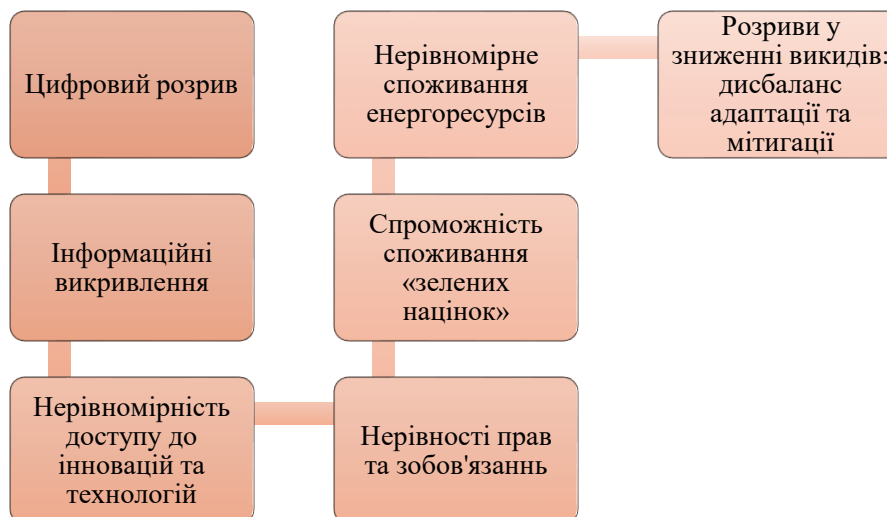 Цифровий розрив
Інформаційні
викривлення
Нерівномірність
доступу до
інновацій та
технологій
Нерівності прав
та зобов'язаннь
Спроможність
споживання
«зелених
націнок»
Нерівномірне
споживання
енергоресурсів
Розриви у
зниженні викидів:
дисбаланс
адаптації та
мітигації